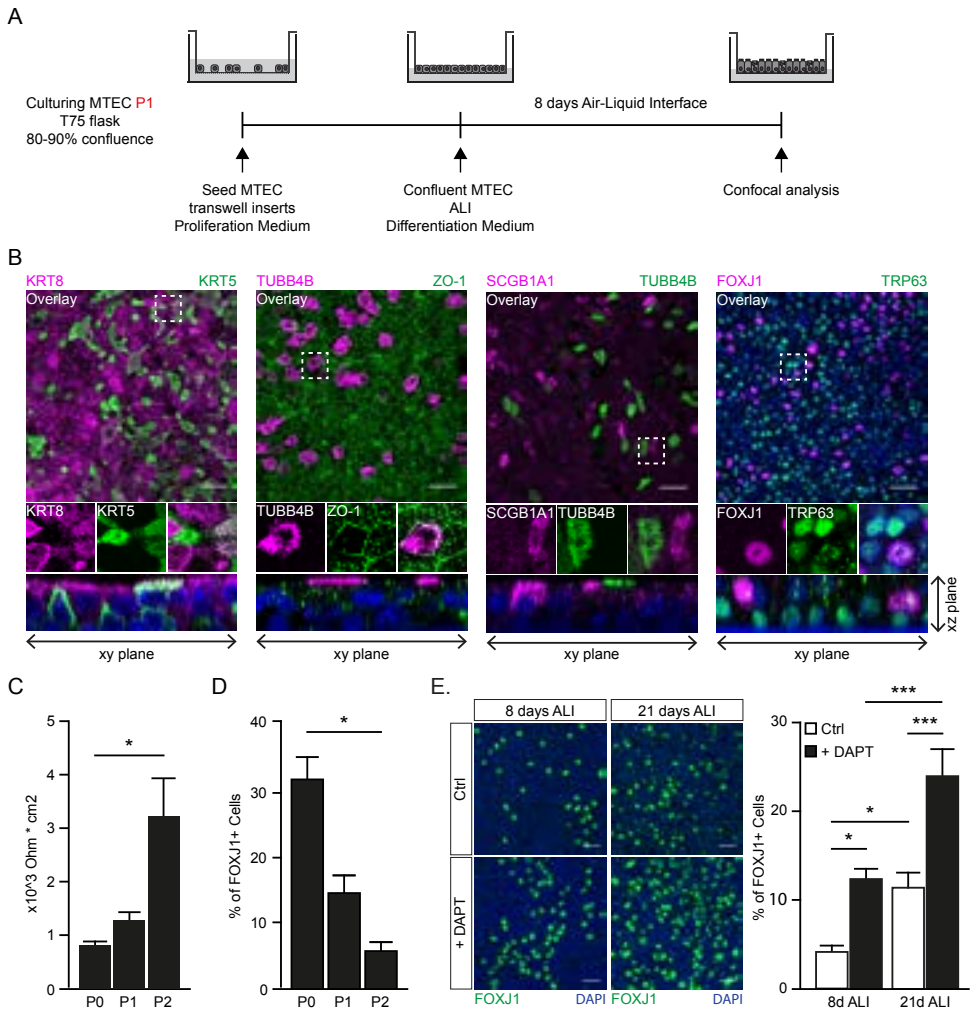 A
Culturing MTEC P1
T75 flask
80-90% confluence
8 days Air-Liquid Interface
Seed MTEC
transwell inserts
Proliferation Medium
Confluent MTEC
ALI
Differentiation Medium
Confocal analysis
B
KRT8 KRT5 TUBB4B ZO-1 SCGB1A1 TUBB4B FOXJ1 TRP63
Overlay Overlay Overlay Overlay
KRT8 KRT5 TUBB4B ZO-1 SCGB1A1 TUBB4B FOXJ1 TRP63
xz plane
xy plane xy plane xy plane xy plane
C
x10^3 Ohm * cm2
5
4
3
2
1
0
*
P0 P1 P2
D
% of FOXJ1+ Cells
40
30
20
10
0
*
P0 P1 P2
E.
8 days ALI 21 days ALI
Ctrl
+ DAPT
FOXJ1 DAPI FOXJ1 DAPI
% of FOXJ1+ Cells
30
20
10
0
Ctrl
+ DAPT
***
***
*
*
8d ALI 21d ALI